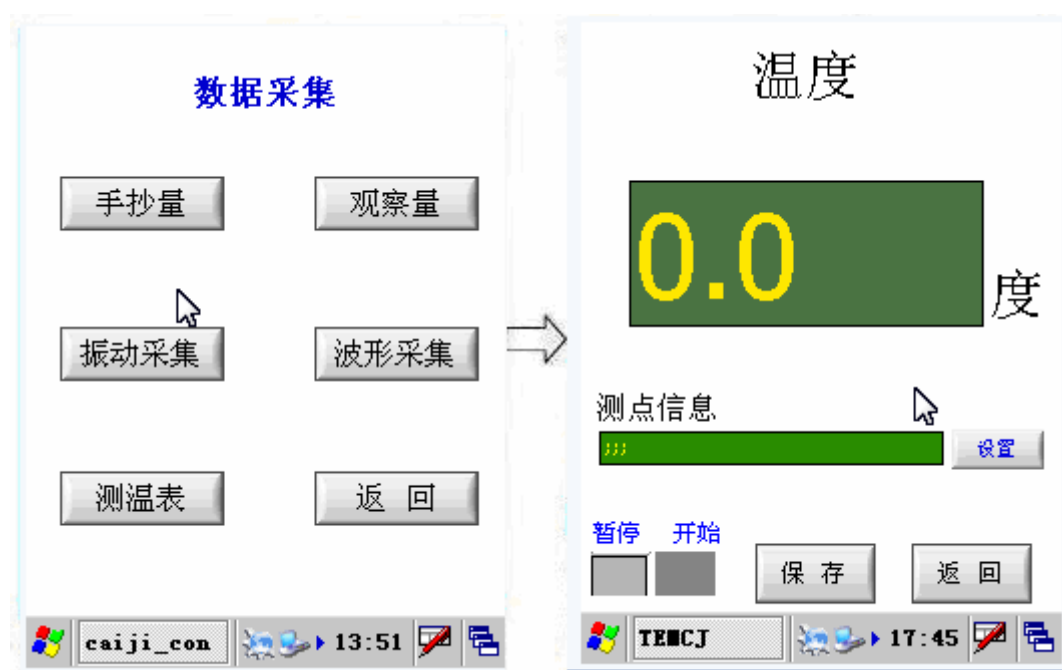 数据采集
手抄量
观察量
振动采集
波形采集
测温表
返 回
caiji_con
13:51
温度
0.0
度
测点信息
;;;
设置
暂停
开始
保 存
返 回
TEMCJ
17:45